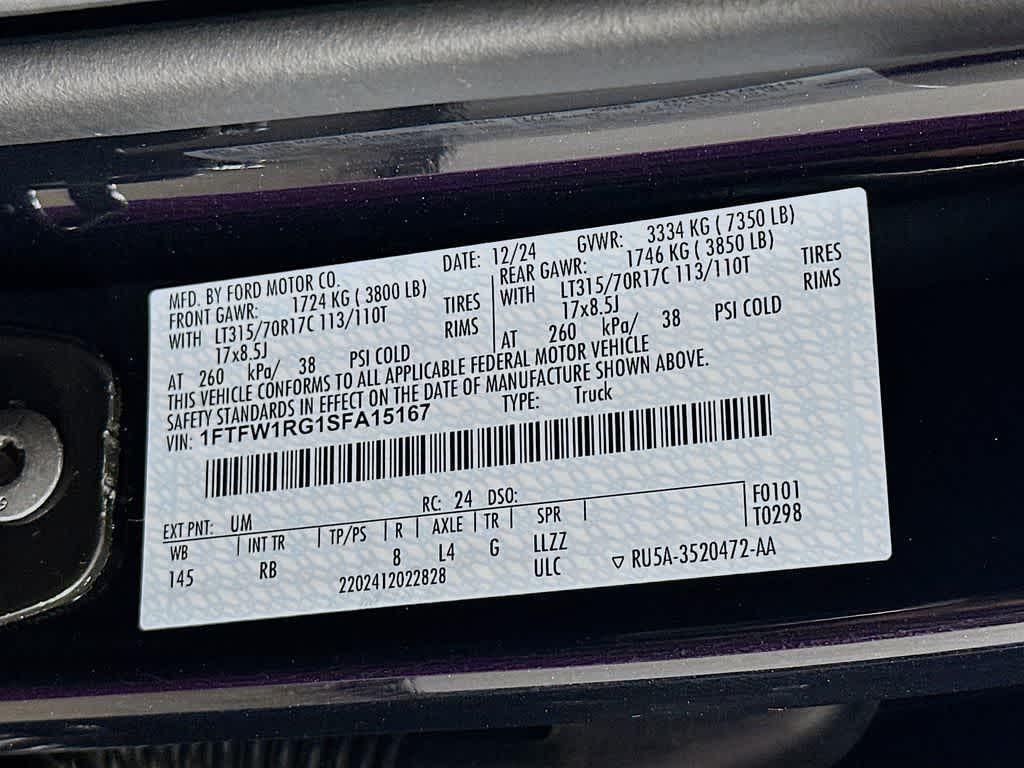 MFD. BY FORD MOTOR CO. DATE: 12/24 GVWR: 3334 KG ( 7350 LB)
FRONT GAWR: 1724 KG ( 3800 LB) REAR GAWR: 1746 KG ( 3850 LB)
WITH LT315/70R17C 113/110T TIRES WITH LT315/70R17C 113/110T TIRES
17x8.5J RIMS 17x8.5J RIMS
AT 260 kPa/ 38 PSI COLD AT 260 kPa/ 38 PSI COLD
THIS VEHICLE CONFORMS TO ALL APPLICABLE FEDERAL MOTOR VEHICLE
SAFETY STANDARDS IN EFFECT ON THE DATE OF MANUFACTURE SHOWN ABOVE.
VIN: 1FTFW1RG1SFA15167 TYPE: Truck
EXT PNT: UM RC: 24 DSO: F0101
WB INT TR TP/PS R AXLE TR SPR T0298
145 RB 8 L4 G LLZZ
2202412022828 ULC ▽ RU5A-3520472-AA